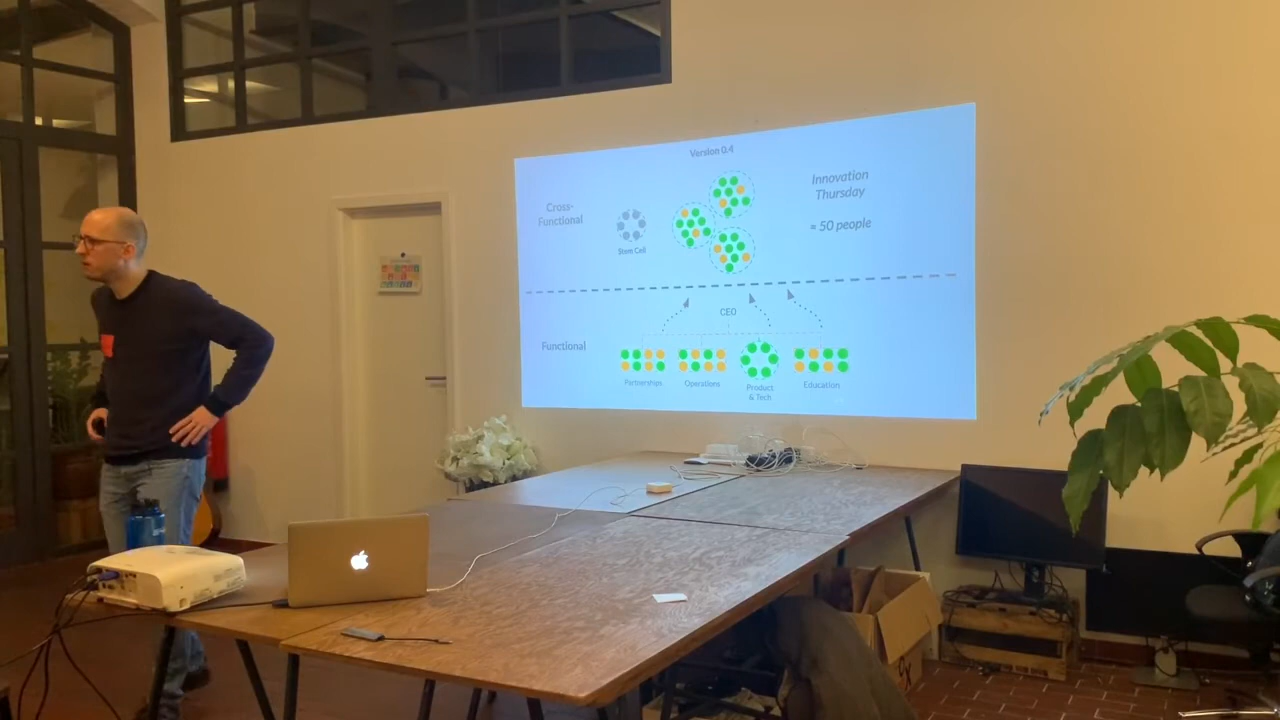 Version 0.4
Cross-
Functional
Stem Cell
Innovation
Thursday
≈ 50 people
CEO
Functional
Partnerships
Operations
Product
& Tech
Education